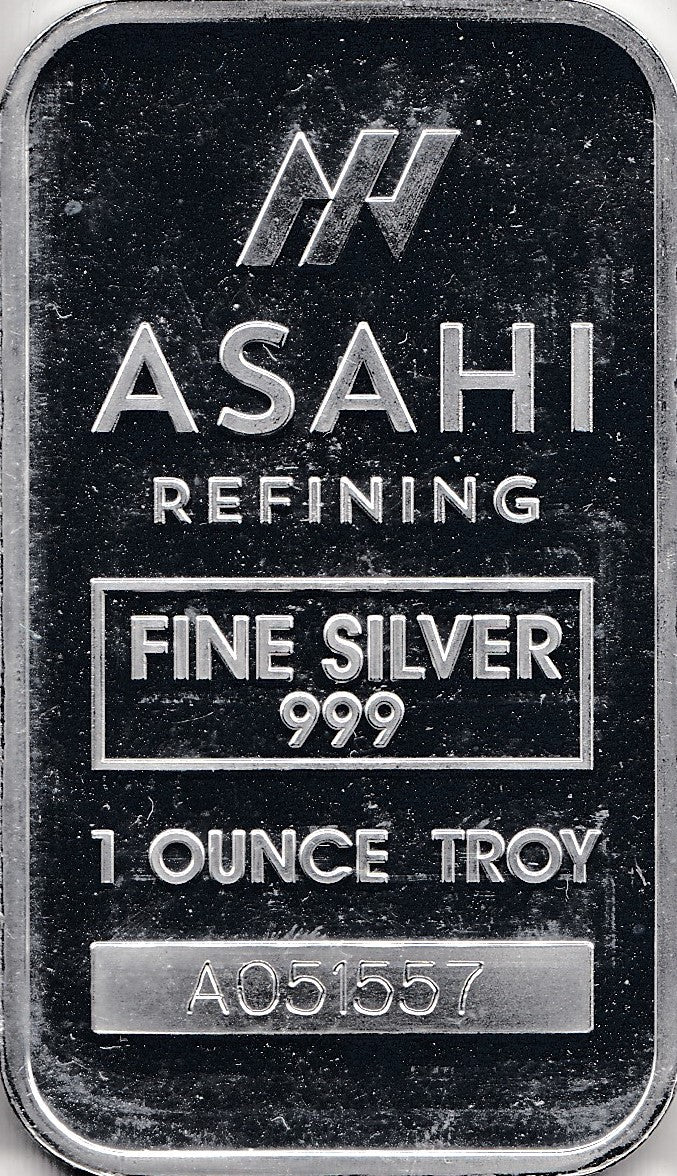 ASAHI
REFINING
FINE SILVER
999
1 OUNCE TROY
A051557